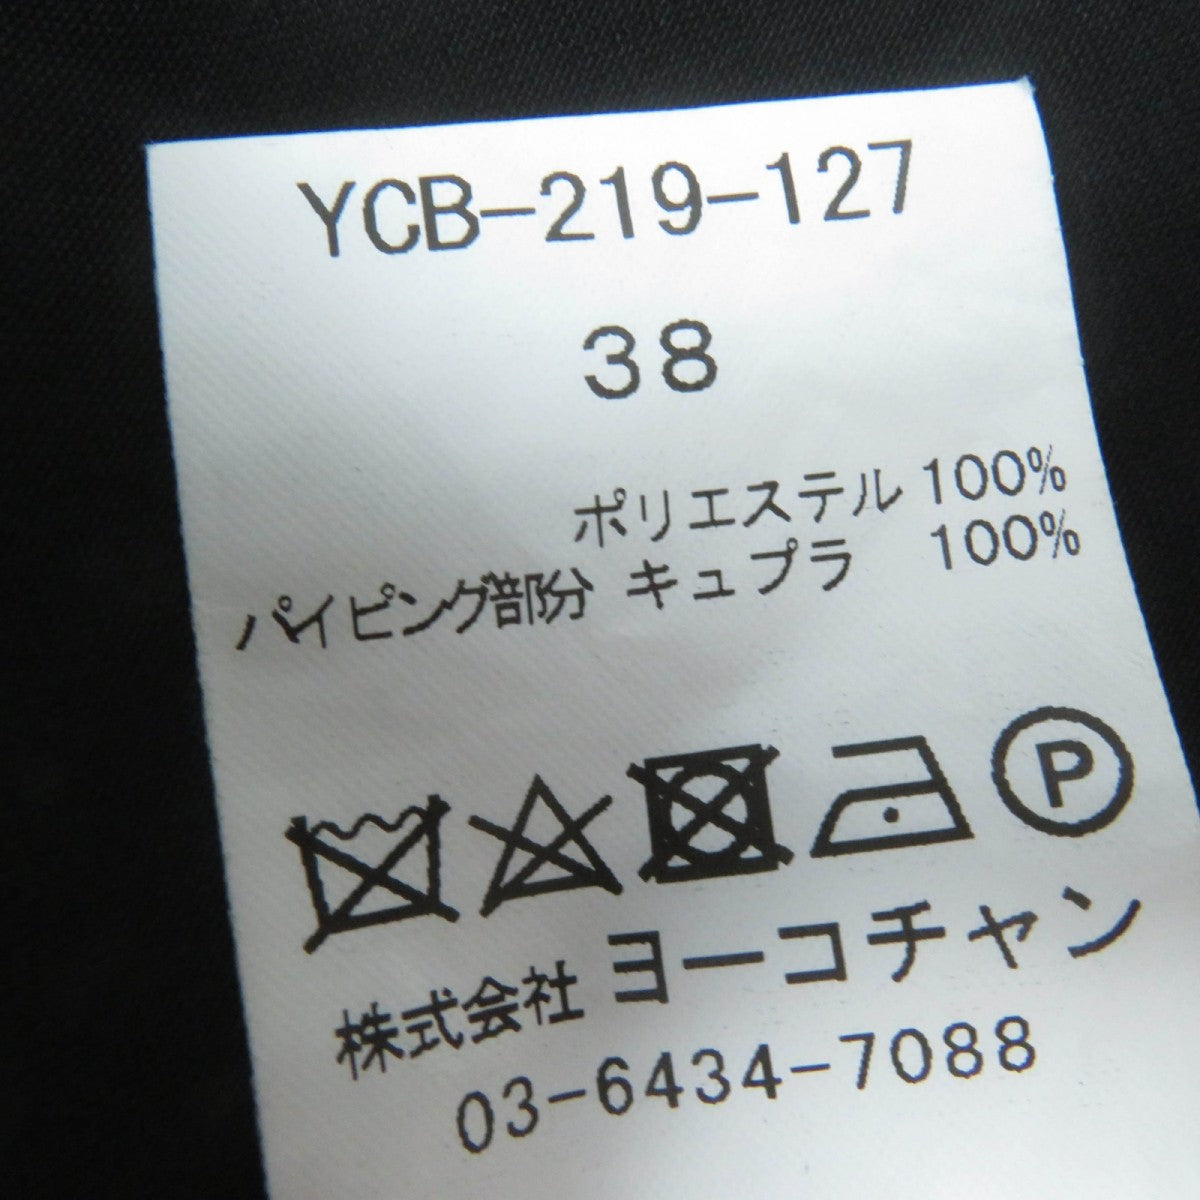 YCB-219-127
38
ポリエステル 100%
パイピング部分 キュプラ 100%
P
株式会社 ヨーコチャン
03-6434-7088